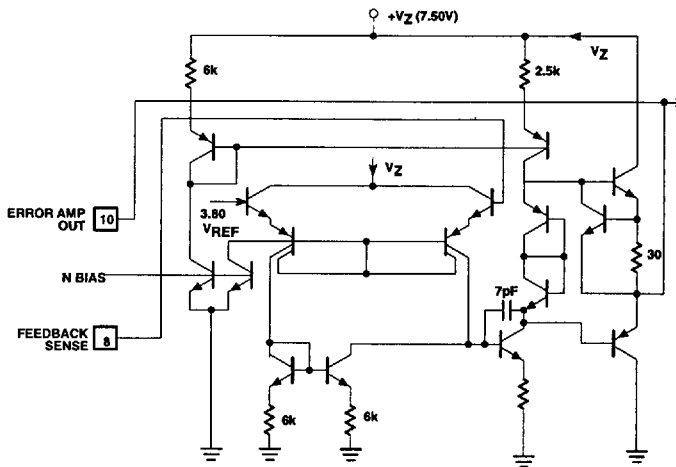 +VZ (7.50V)
VZ
6k
2.5k
VZ
3.80
VREF
ERROR AMP
OUT
10
N BIAS
30
7pF
FEEDBACK
SENSE
8
6k
6k